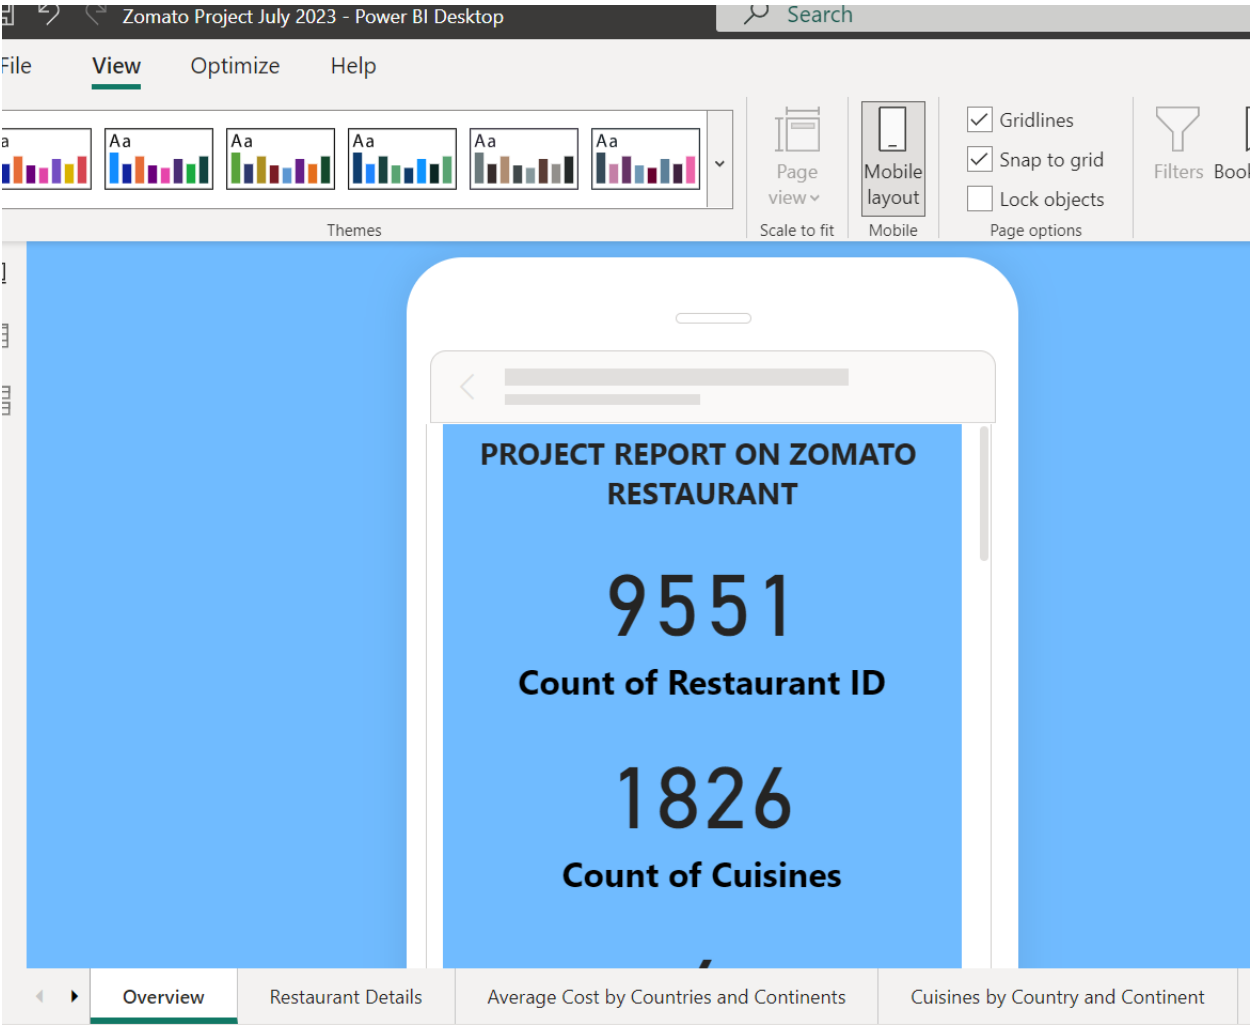 Zomato Project July 2023 - Power BI Desktop
Search
File View Optimize Help
Aa Aa Aa Aa Aa
Page view
Mobile layout
Gridlines
Snap to grid
Lock objects
Filters
Themes
Scale to fit
Mobile
Page options
PROJECT REPORT ON ZOMATO
RESTAURANT
9551
Count of Restaurant ID
1826
Count of Cuisines
Overview Restaurant Details Average Cost by Countries and Continents Cuisines by Country and Continent